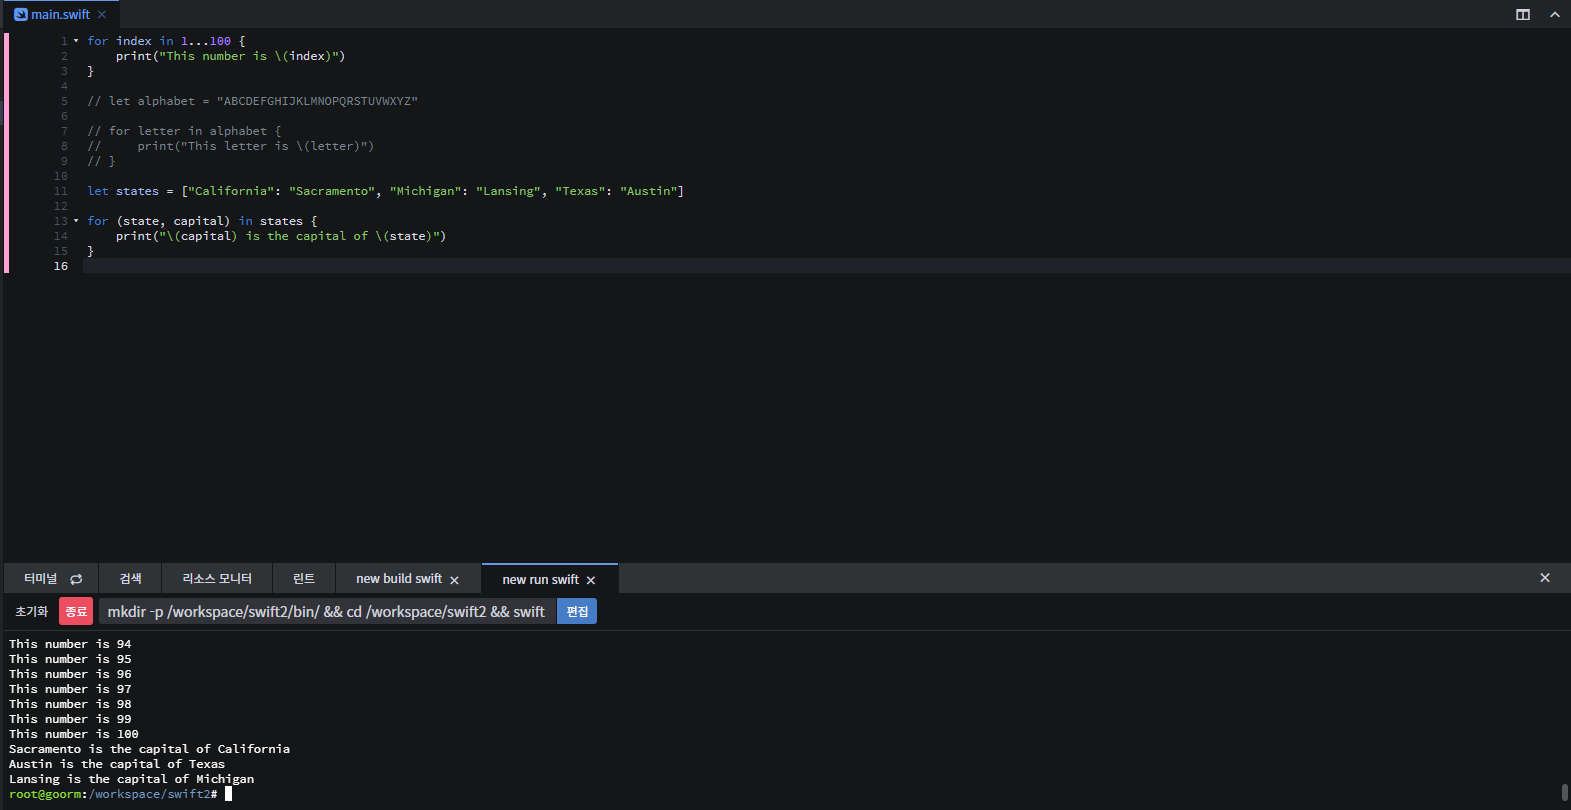 main.swift
1 for index in 1...100 {
2     print("This number is \(index)")
3 }
4
5 // let alphabet = "ABCDEFGHIJKLMNOPQRSTUVWXYZ"
6
7 // for letter in alphabet {
8 //     print("This letter is \(letter)")
9 // }
10
11 let states = ["California": "Sacramento", "Michigan": "Lansing", "Texas": "Austin"]
12
13 for (state, capital) in states {
14     print("\(capital) is the capital of \(state)")
15 }
16
터미널 검색 리소스 모니터 린트 new build swift new run swift
초기화 종료 mkdir -p /workspace/swift2/bin/ && cd /workspace/swift2 && swift 편집
This number is 94
This number is 95
This number is 96
This number is 97
This number is 98
This number is 99
This number is 100
Sacramento is the capital of California
Austin is the capital of Texas
Lansing is the capital of Michigan
root@goorm:/workspace/swift2#